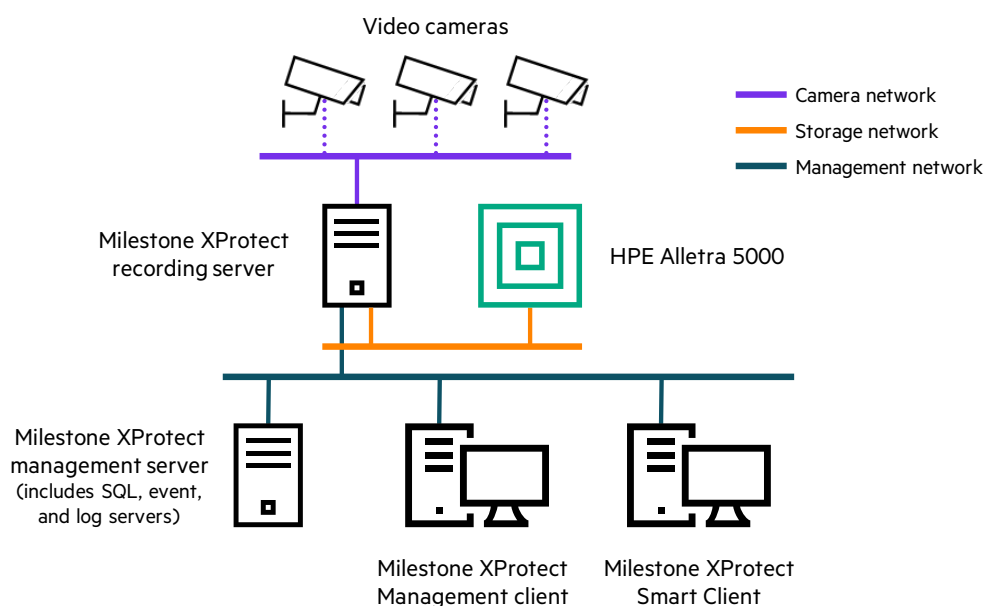 Video cameras
Camera network
Storage network
Management network
Milestone XProtect
recording server
HPE Alletra 5000
Milestone XProtect
management server
(includes SQL, event,
and log servers)
Milestone XProtect
Management client
Milestone XProtect
Smart Client